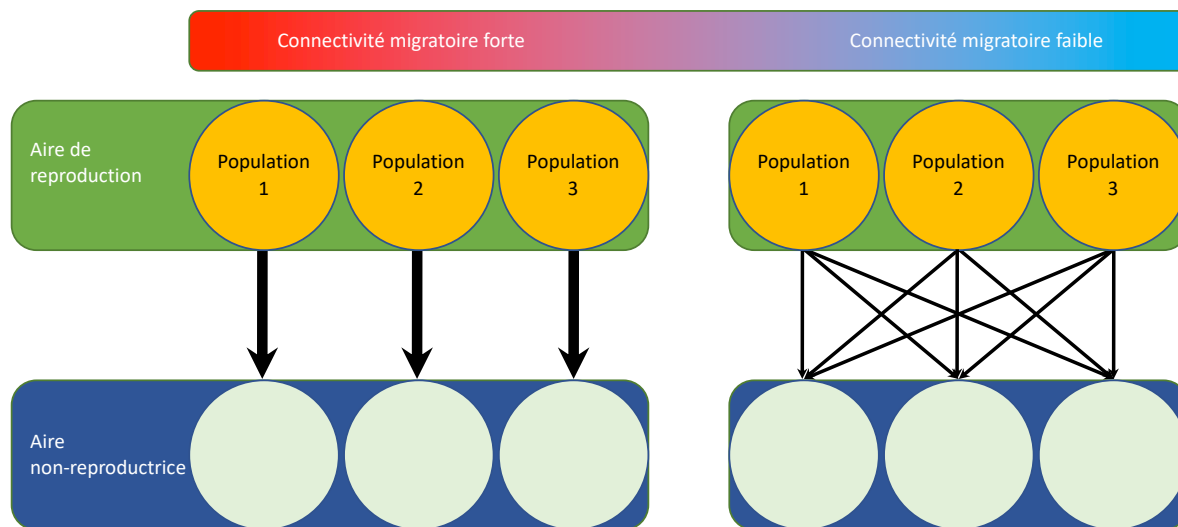 Connectivité migratoire forte
Connectivité migratoire faible
Aire de
reproduction
Population
1
Population
2
Population
3
Population
1
Population
2
Population
3
Aire
non-reproductrice